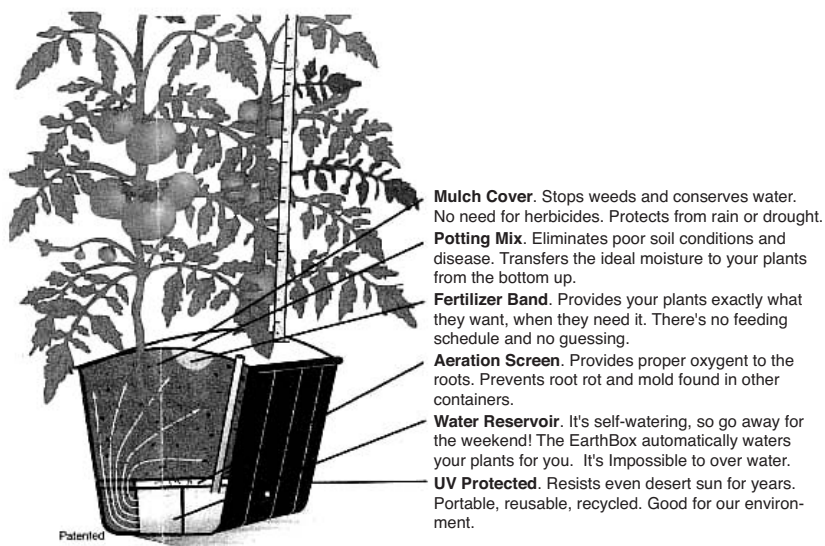 Mulch Cover. Stops weeds and conserves water.
No need for herbicides. Protects from rain or drought.
Potting Mix. Eliminates poor soil conditions and
disease. Transfers the ideal moisture to your plants
from the bottom up.
Fertilizer Band. Provides your plants exactly what
they want, when they need it. There's no feeding
schedule and no guessing.
Aeration Screen. Provides proper oxygent to the
roots. Prevents root rot and mold found in other
containers.
Water Reservoir. It's self-watering, so go away for
the weekend! The EarthBox automatically waters
your plants for you.  It's Impossible to over water.
UV Protected. Resists even desert sun for years.
Portable, reusable, recycled. Good for our environ-
ment.
Patented